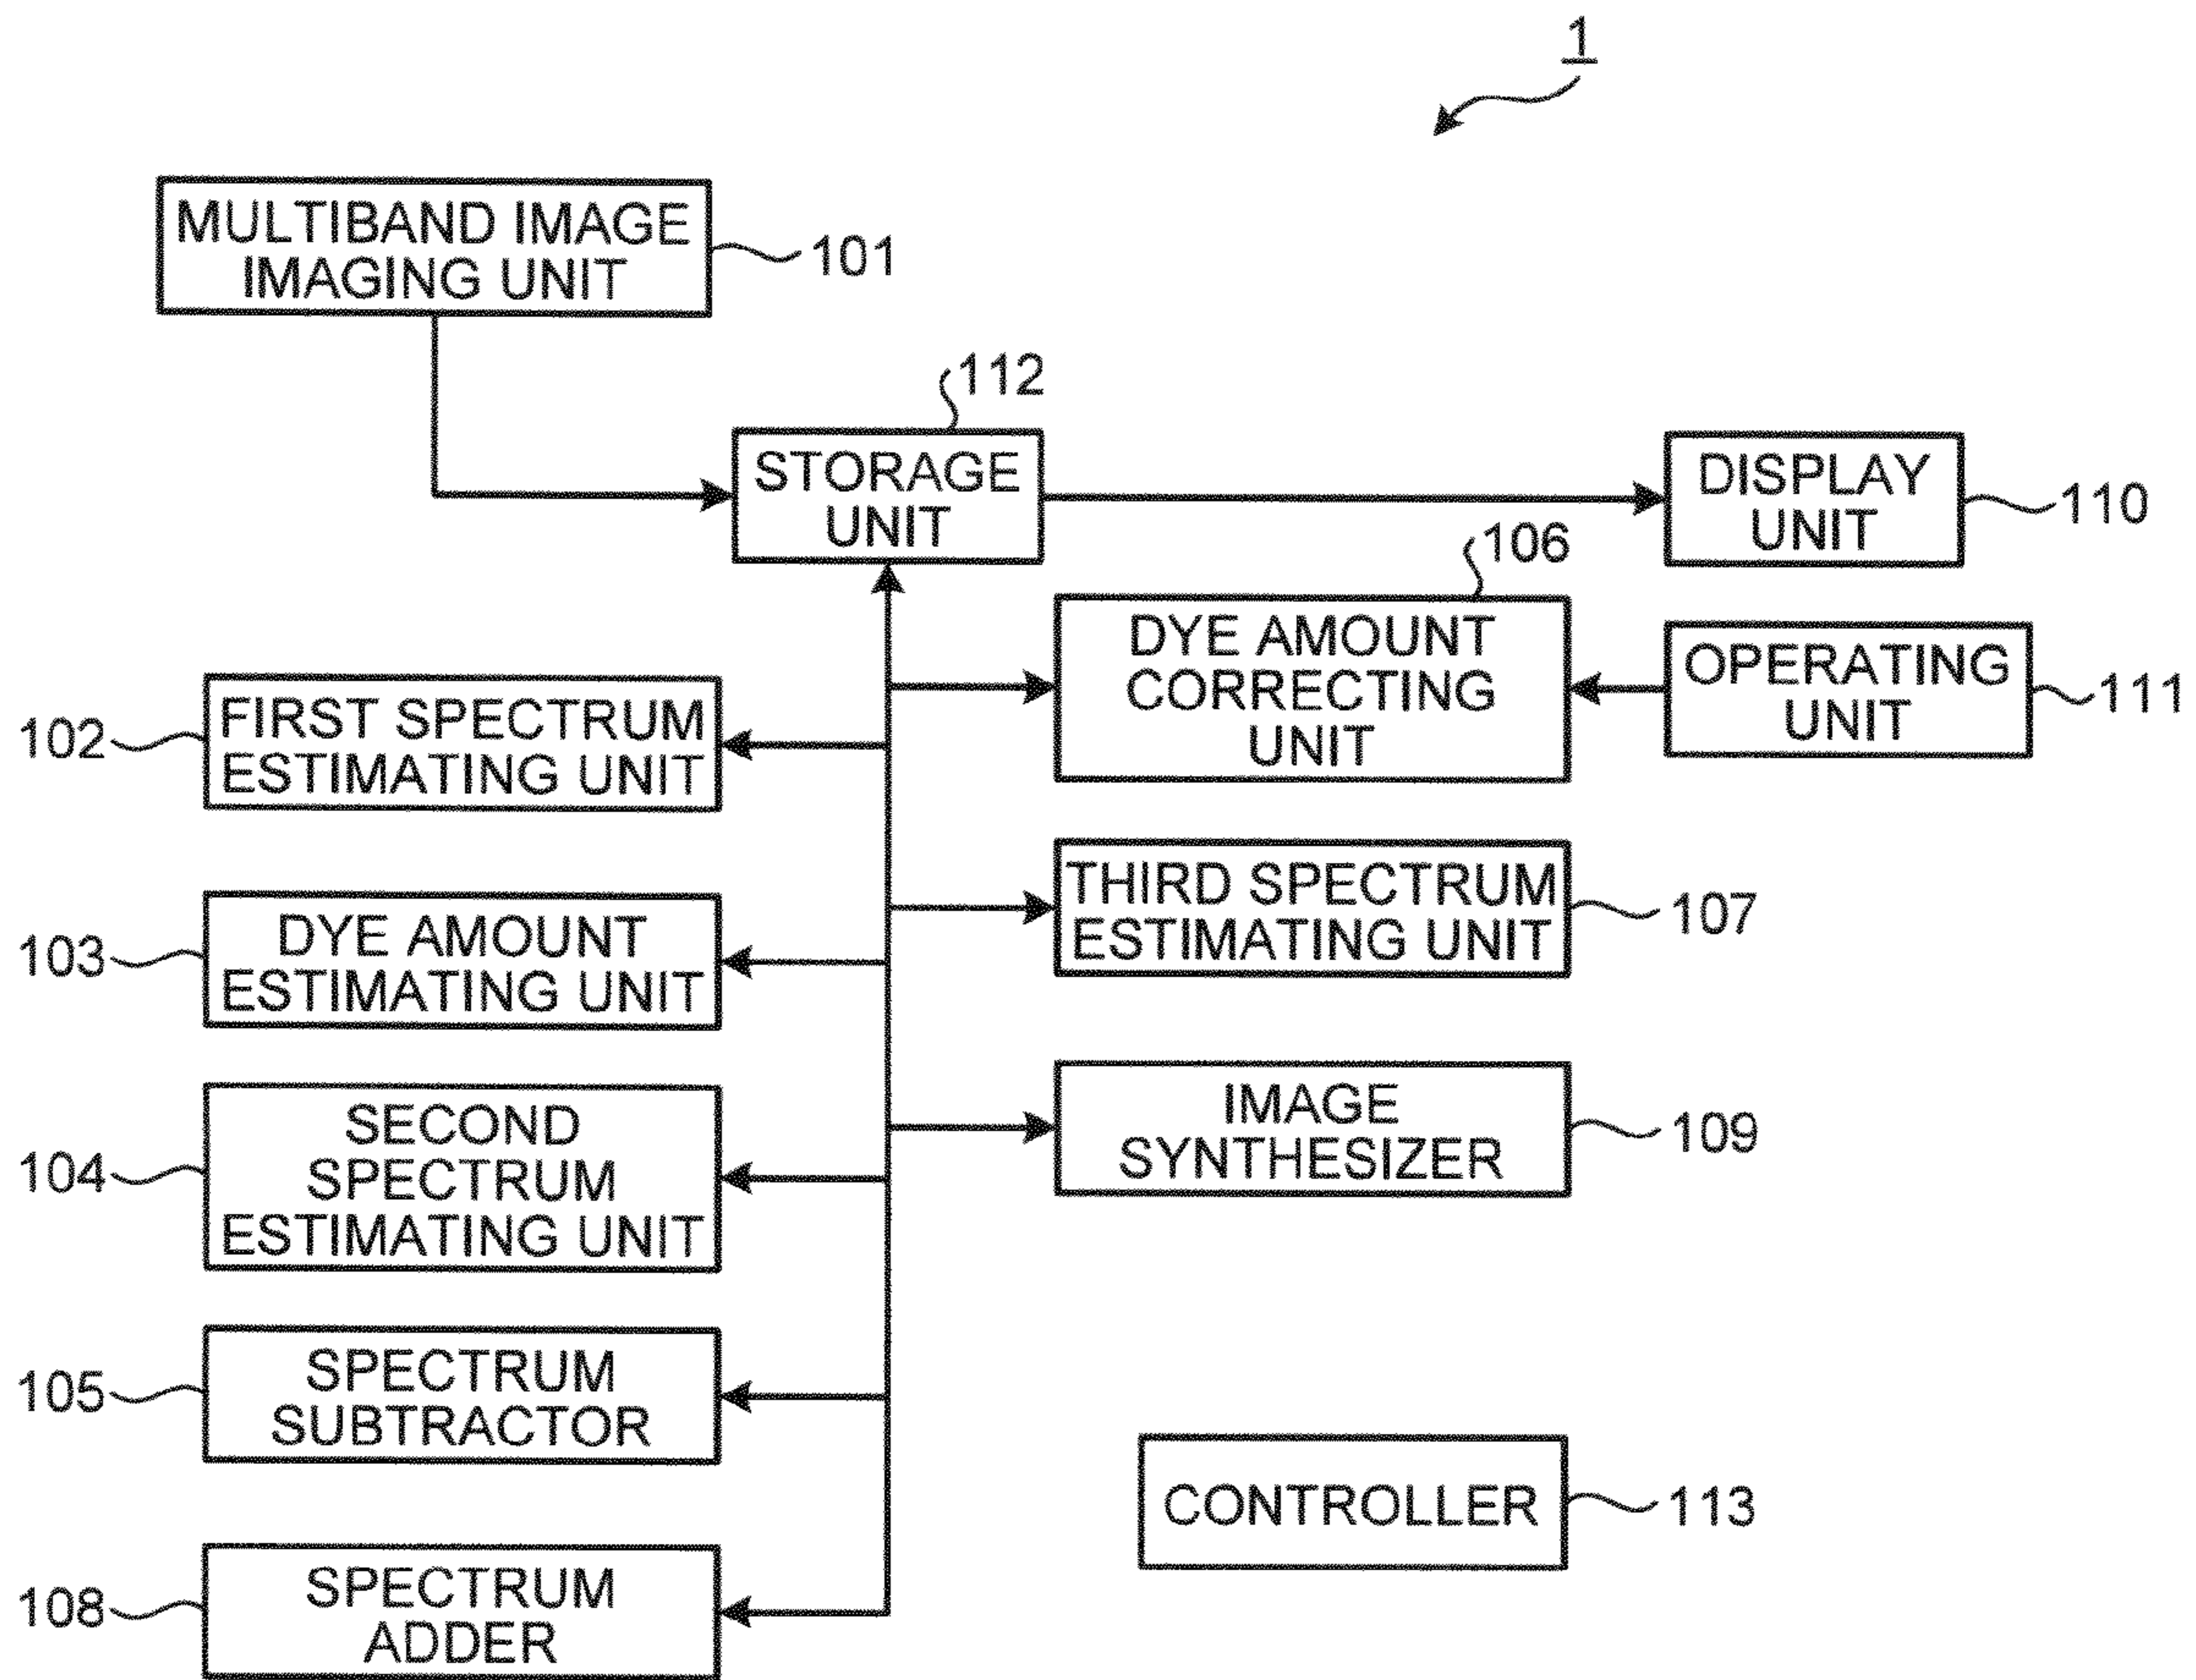 1
MULTIBAND IMAGE
IMAGING UNIT
101
112
STORAGE
UNIT
DISPLAY
UNIT
110
106
DYE AMOUNT
CORRECTING
UNIT
OPERATING
UNIT
111
102
FIRST SPECTRUM
ESTIMATING UNIT
THIRD SPECTRUM
ESTIMATING UNIT
107
103
DYE AMOUNT
ESTIMATING UNIT
IMAGE
SYNTHESIZER
109
104
SECOND
SPECTRUM
ESTIMATING UNIT
105
SPECTRUM
SUBTRACTOR
CONTROLLER
113
108
SPECTRUM
ADDER